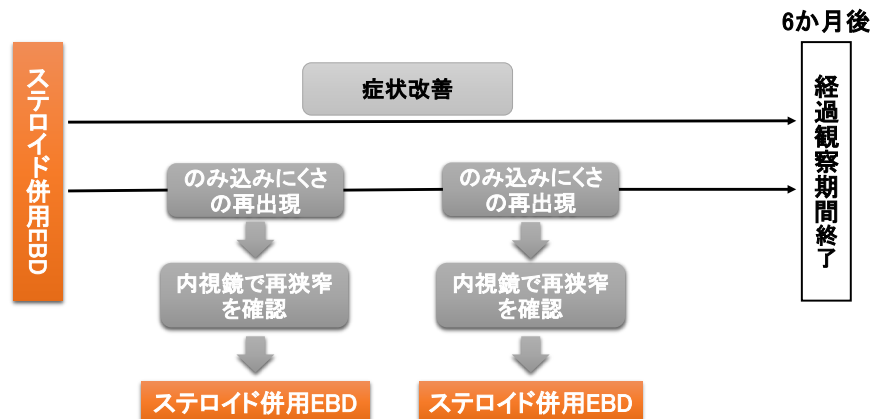 6か月後
ステロイド併用EBD
症状改善
経過観察期間終了
のみ込みにくさ
の再出現
のみ込みにくさ
の再出現
内視鏡で再狭窄
を確認
内視鏡で再狭窄
を確認
ステロイド併用EBD
ステロイド併用EBD